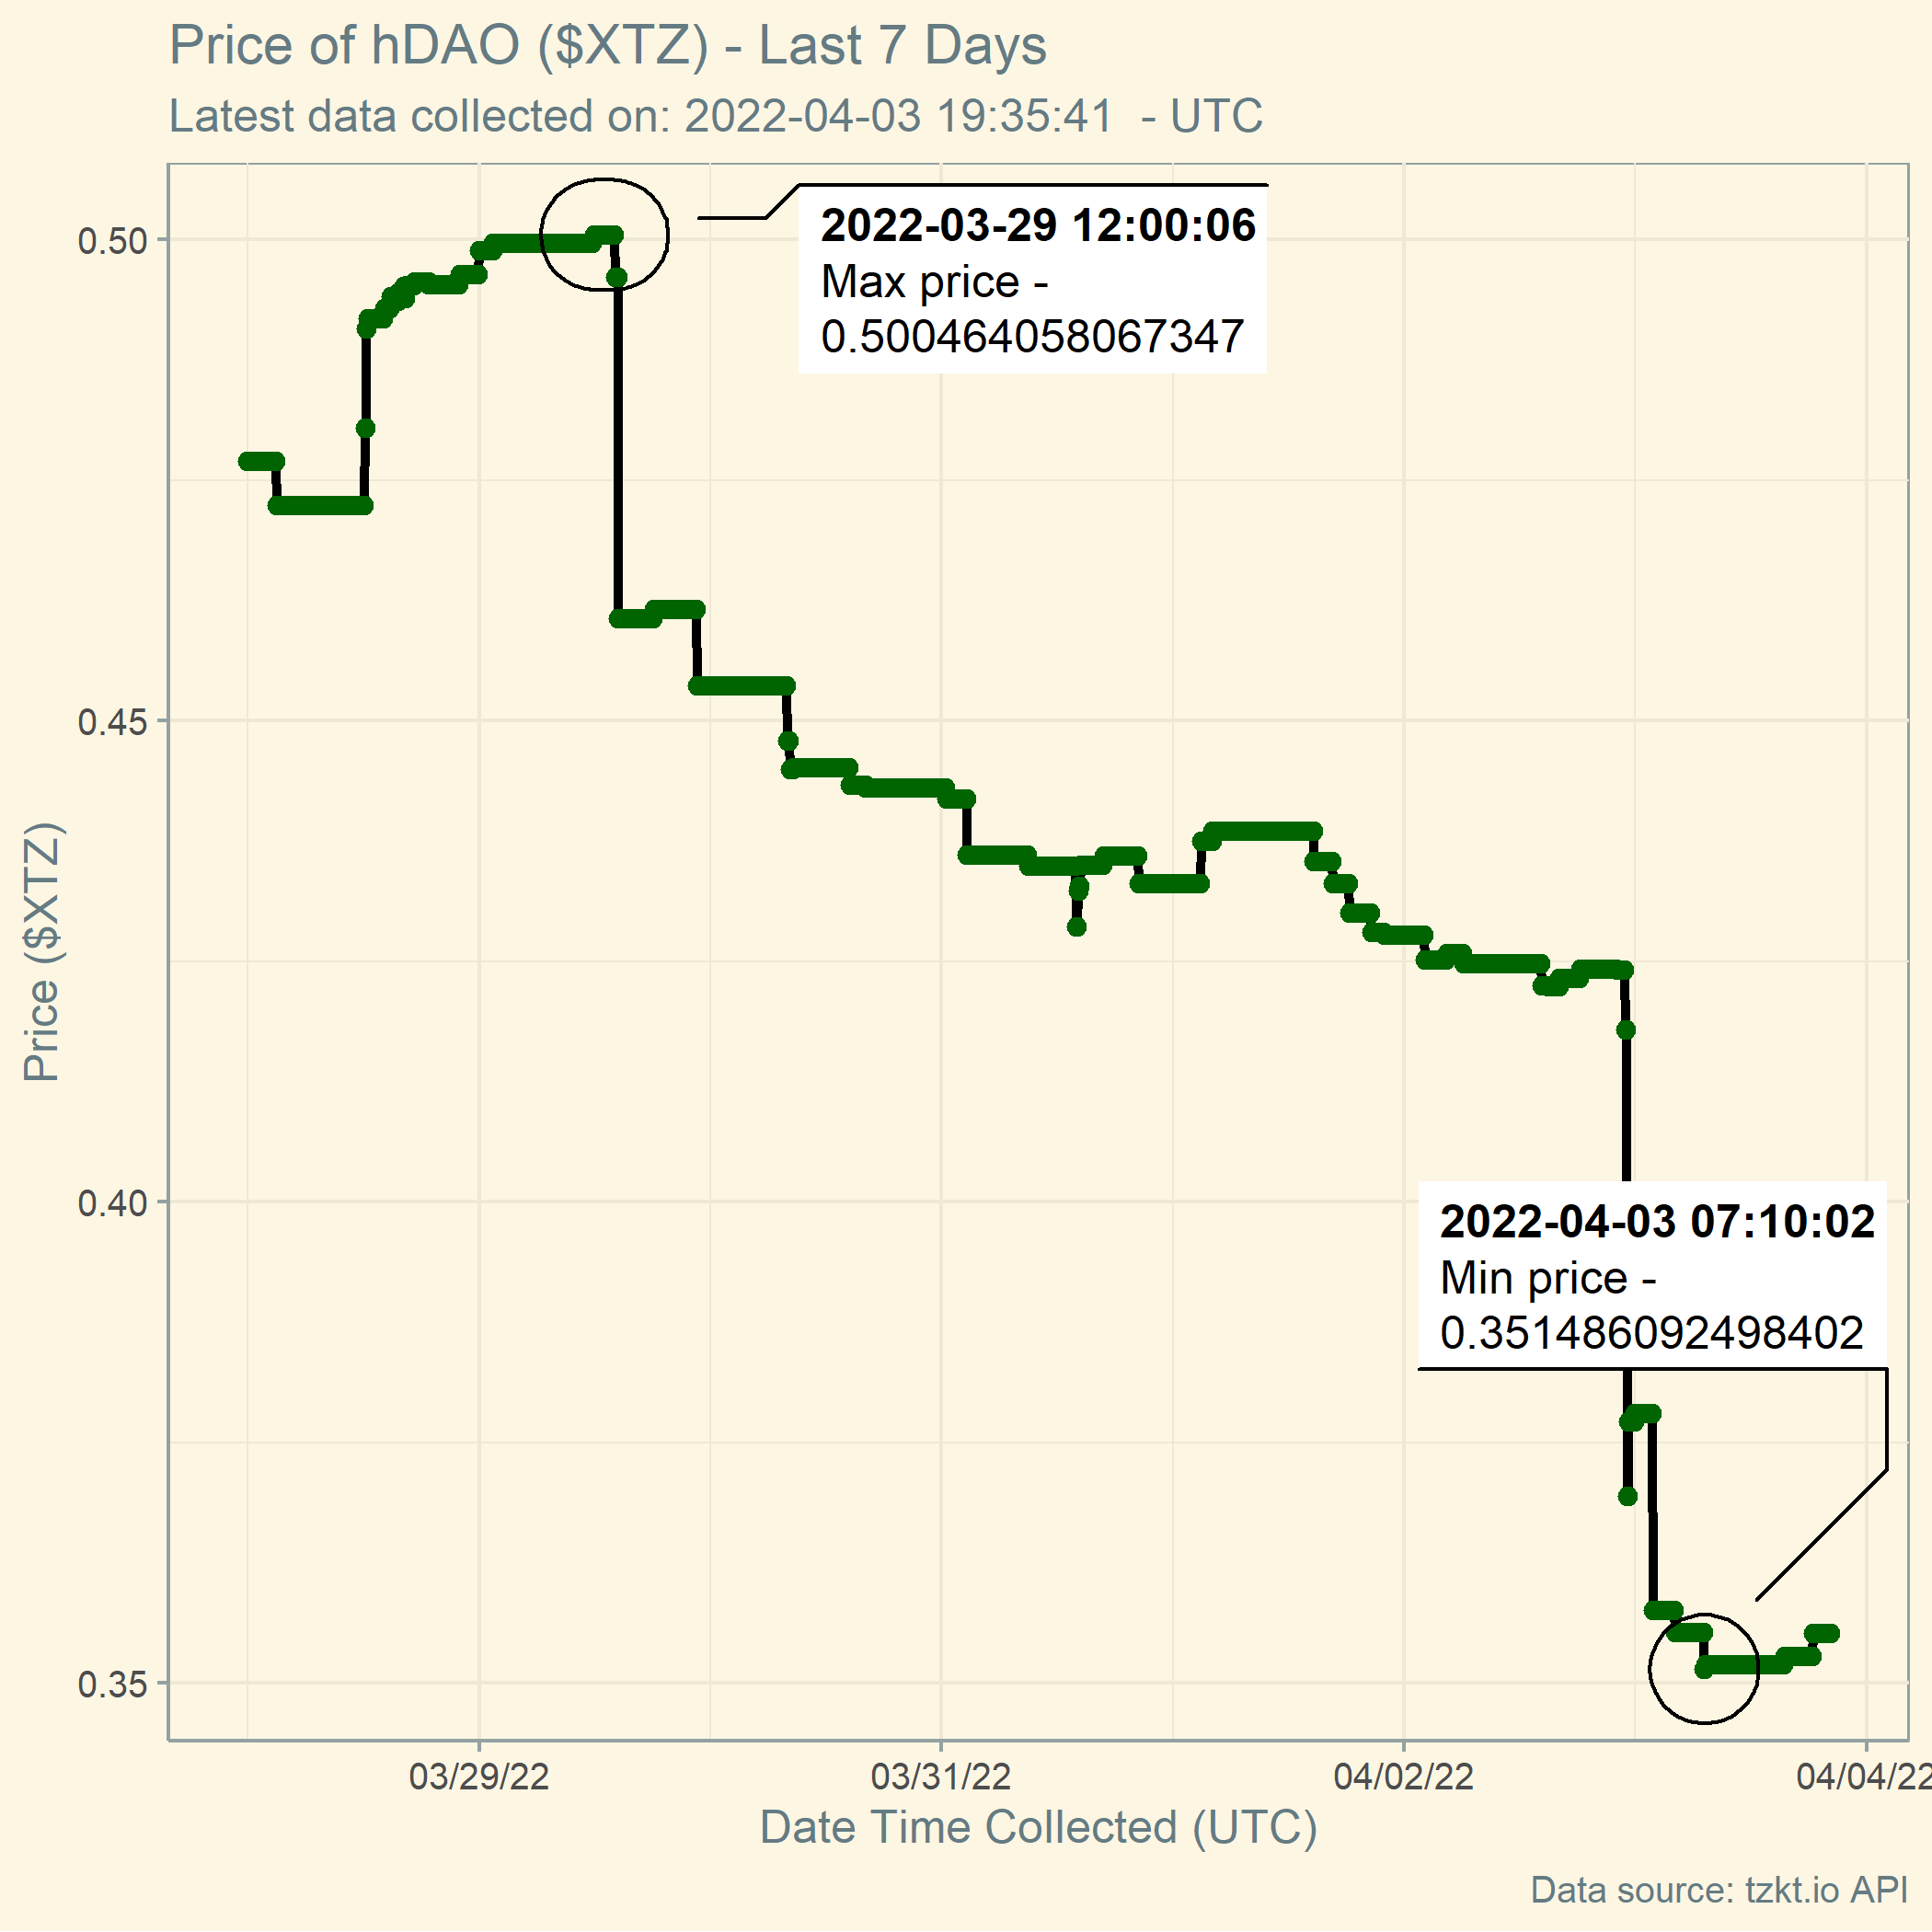 Price of hDAO ($XTZ) - Last 7 Days
Latest data collected on: 2022-04-03 19:35:41  - UTC
2022-03-29 12:00:06
Max price -
0.500464058067347
0.50
0.45
0.40
0.35
Price ($XTZ)
2022-04-03 07:10:02
Min price -
0.351486092498402
03/29/22
03/31/22
04/02/22
04/04/22
Date Time Collected (UTC)
Data source: tzkt.io API